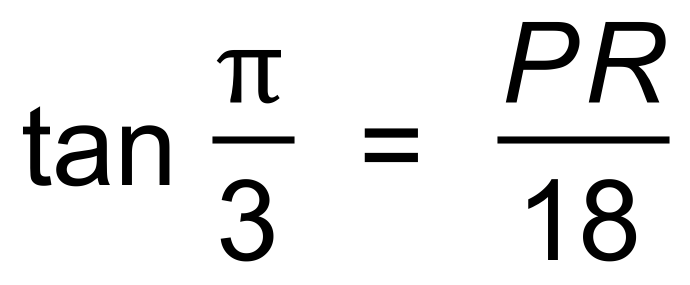 tan π/3 = PR/18